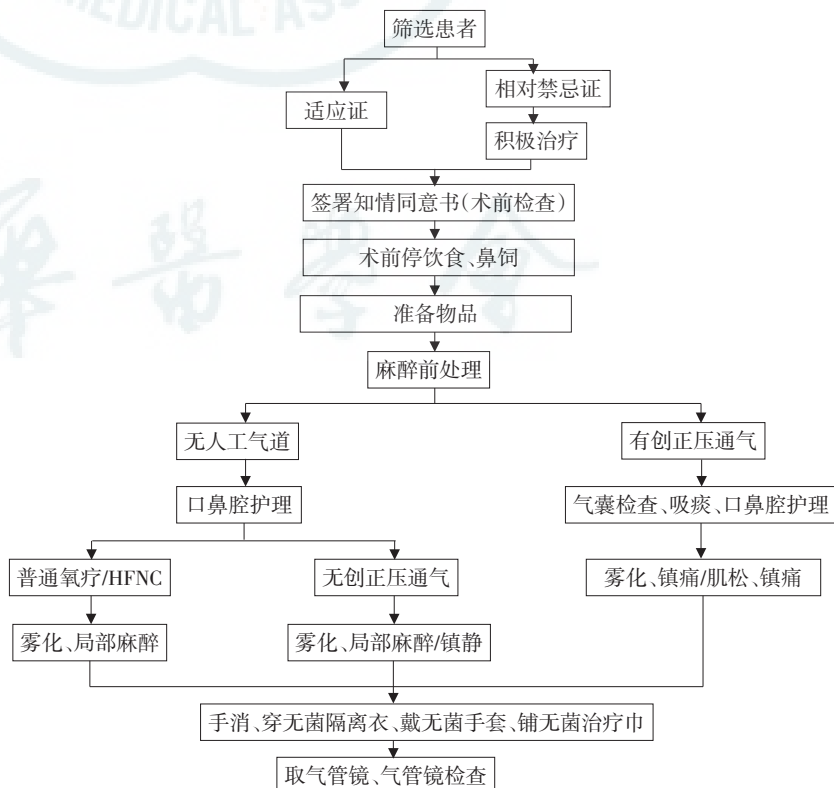 MEDICAL ASS
華醫學會
筛选患者
适应证
相对禁忌证
积极治疗
签署知情同意书(术前检查)
术前停饮食、鼻饲
准备物品
麻醉前处理
无人工气道
有创正压通气
口鼻腔护理
气囊检查、吸痰、口鼻腔护理
普通氧疗/HFNC
无创正压通气
雾化、镇痛/肌松、镇痛
雾化、局部麻醉
雾化、局部麻醉/镇静
手消、穿无菌隔离衣、戴无菌手套、铺无菌治疗巾
取气管镜、气管镜检查